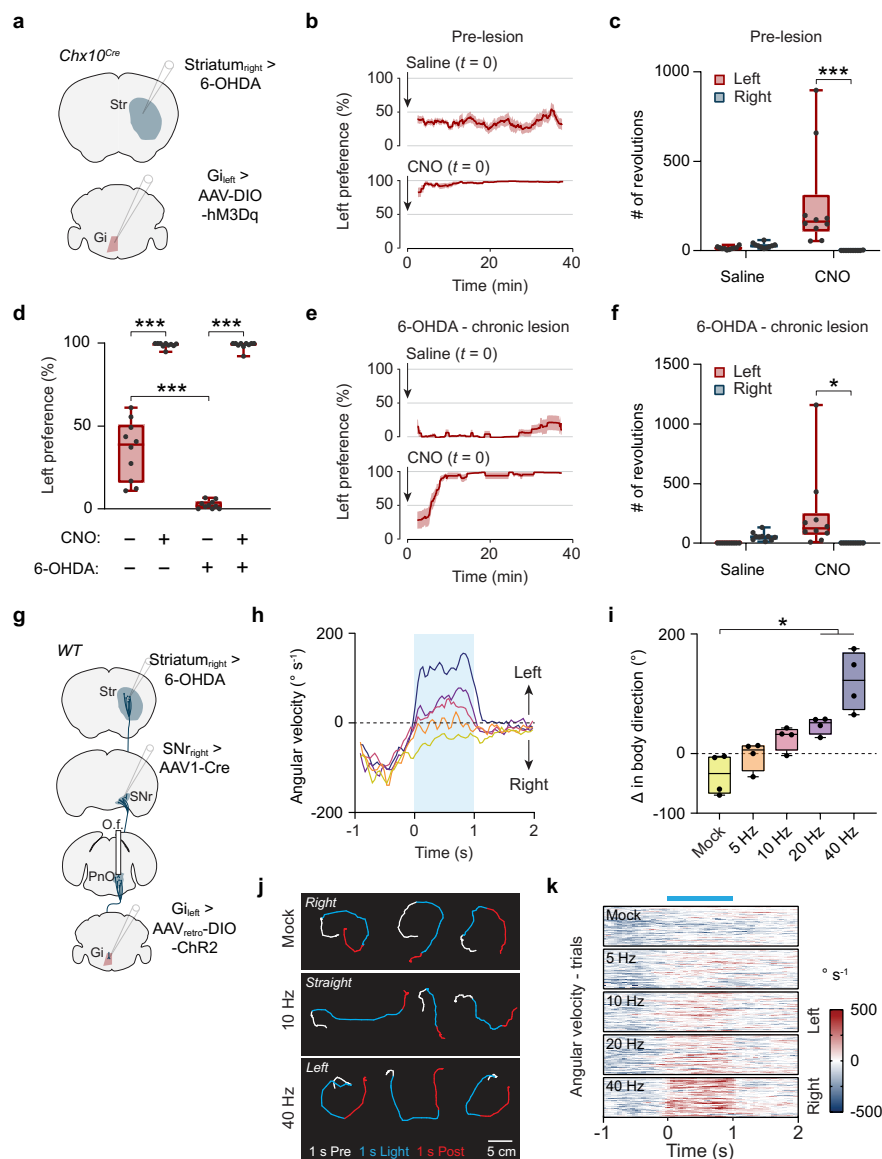 a
Chx10Cre
Striatumright >
6-OHDA
Str
Gileft >
AAV-DIO
-hM3Dq
Gi
b
Pre-lesion
Saline (t = 0)
100
50
0
CNO (t = 0)
100
50
0
Left preference (%)
0 20 40
Time (min)
c
Pre-lesion
1000
500
0
# of revolutions
Left
Right
***
Saline CNO
d
100
50
0
Left preference (%)
*** ***
***
CNO: – + – +
6-OHDA: – – + +
e
6-OHDA - chronic lesion
Saline (t = 0)
100
50
0
CNO (t = 0)
100
50
0
Left preference (%)
0 20 40
Time (min)
f
6-OHDA - chronic lesion
1500
1000
500
0
# of revolutions
Left
Right
*
Saline CNO
g
WT
Striatumright >
6-OHDA
Str
SNrright >
AAV1-Cre
SNr
O.f.
PnO
Gileft >
AAVretro-DIO
-ChR2
Gi
h
200
0
-200
Angular velocity (° s-1)
Left
Right
-1 0 1 2
Time (s)
i
200
0
-100
Δ in body direction (°)
*
Mock 5 Hz 10 Hz 20 Hz 40 Hz
j
Mock
Right
10 Hz
Straight
40 Hz
Left
1 s Pre 1 s Light 1 s Post 5 cm
k
Angular velocity - trials
Mock
5 Hz
10 Hz
20 Hz
40 Hz
-1 0 1 2
Time (s)
° s-1
500
0
-500
Left
Right